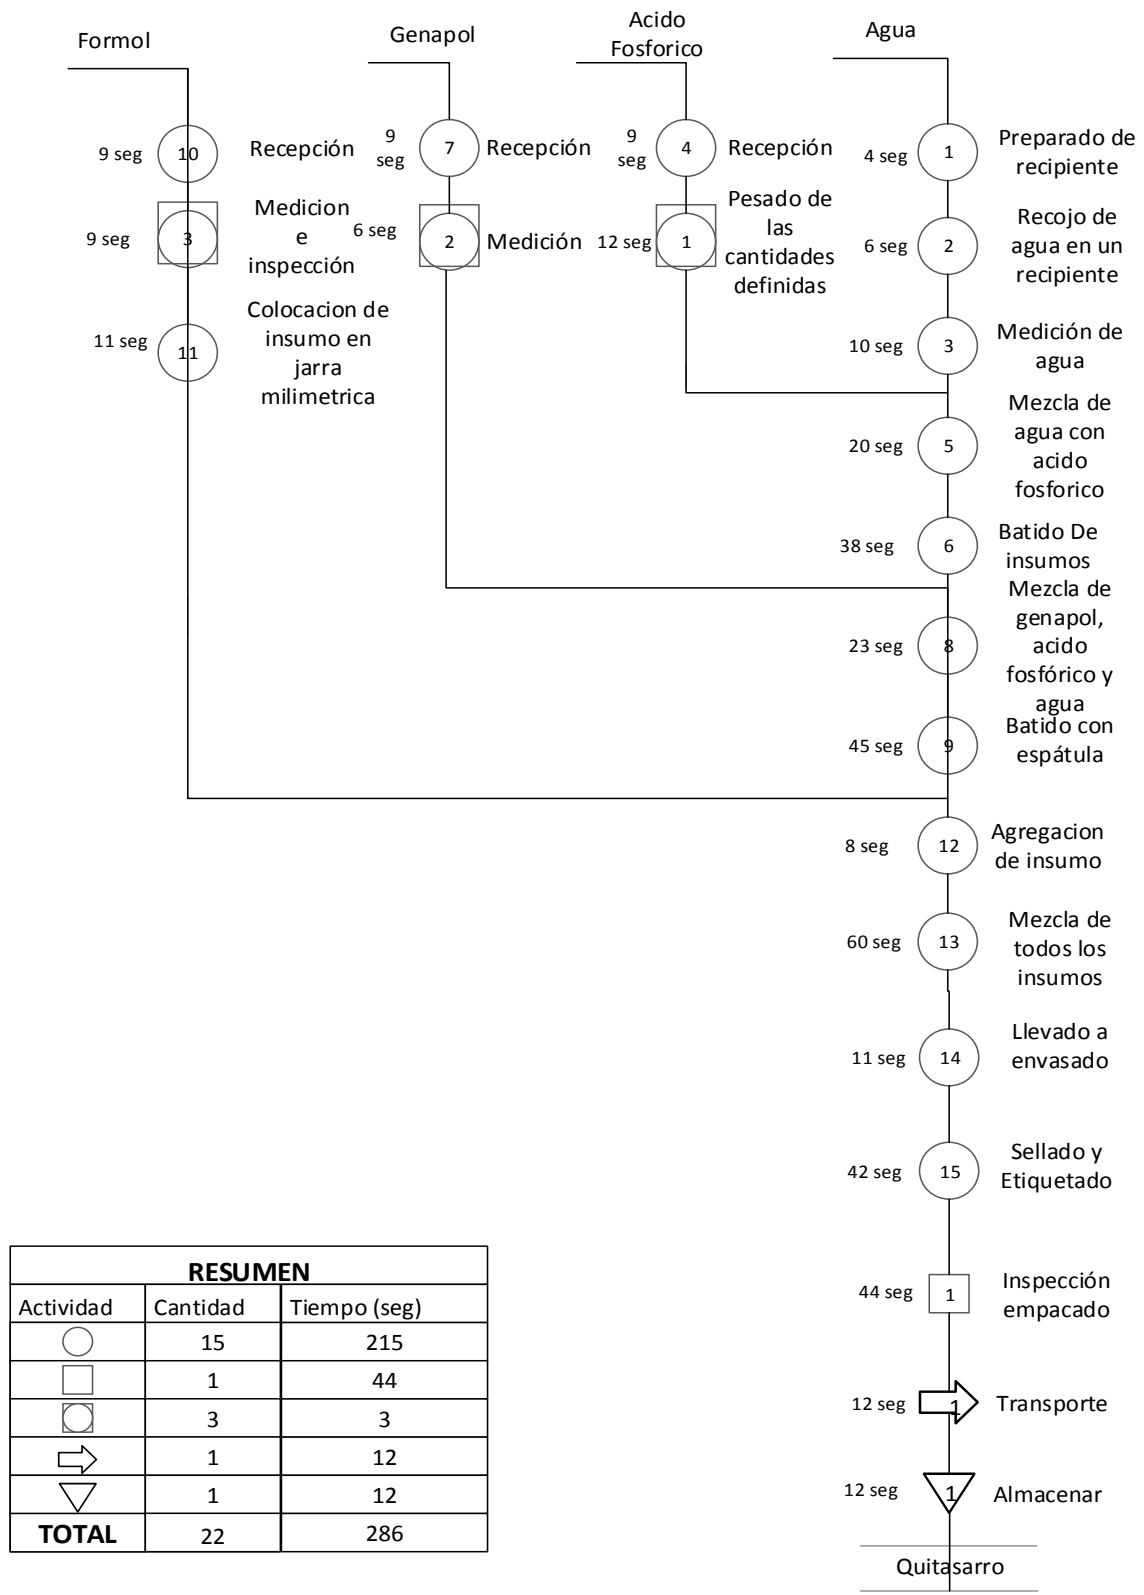 Formol
Genapol
Acido
Fosforico
Agua
9 seg
10
Recepción
9 seg
3
Medicion
e
inspección
11 seg
11
Colocacion de
insumo en
jarra
milimetrica
9
seg
7
Recepción
6 seg
2
Medición
9
seg
4
Recepción
12 seg
1
Pesado de
las
cantidades
definidas
4 seg
1
Preparado de
recipiente
6 seg
2
Recojo de
agua en un
recipiente
10 seg
3
Medición de
agua
20 seg
5
Mezcla de
agua con
acido
fosforico
38 seg
6
Batido De
insumos
23 seg
8
Mezcla de
genapol,
acido
fosfórico y
agua
45 seg
9
Batido con
espátula
8 seg
12
Agregacion
de insumo
60 seg
13
Mezcla de
todos los
insumos
11 seg
14
Llevado a
envasado
42 seg
15
Sellado y
Etiquetado
44 seg
1
Inspección
empacado
12 seg
1
Transporte
12 seg
1
Almacenar
Quitasarro
RESUMEN
Actividad Cantidad Tiempo (seg)
15 215
1 44
3 3
1 12
1 12
TOTAL 22 286